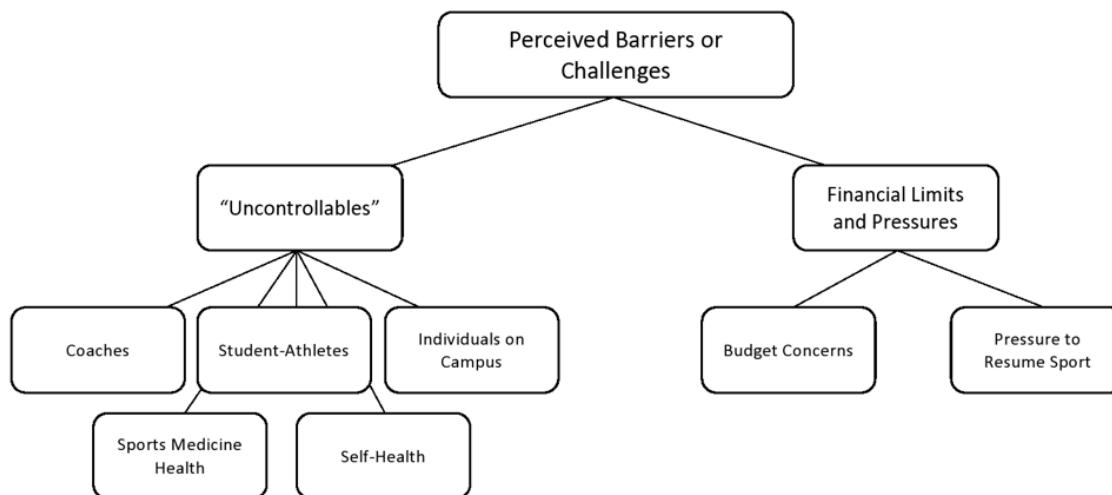 Perceived Barriers or
Challenges
“Uncontrollables”
Financial Limits
and Pressures
Coaches
Student-Athletes
Individuals on
Campus
Budget Concerns
Pressure to
Resume Sport
Sports Medicine
Health
Self-Health